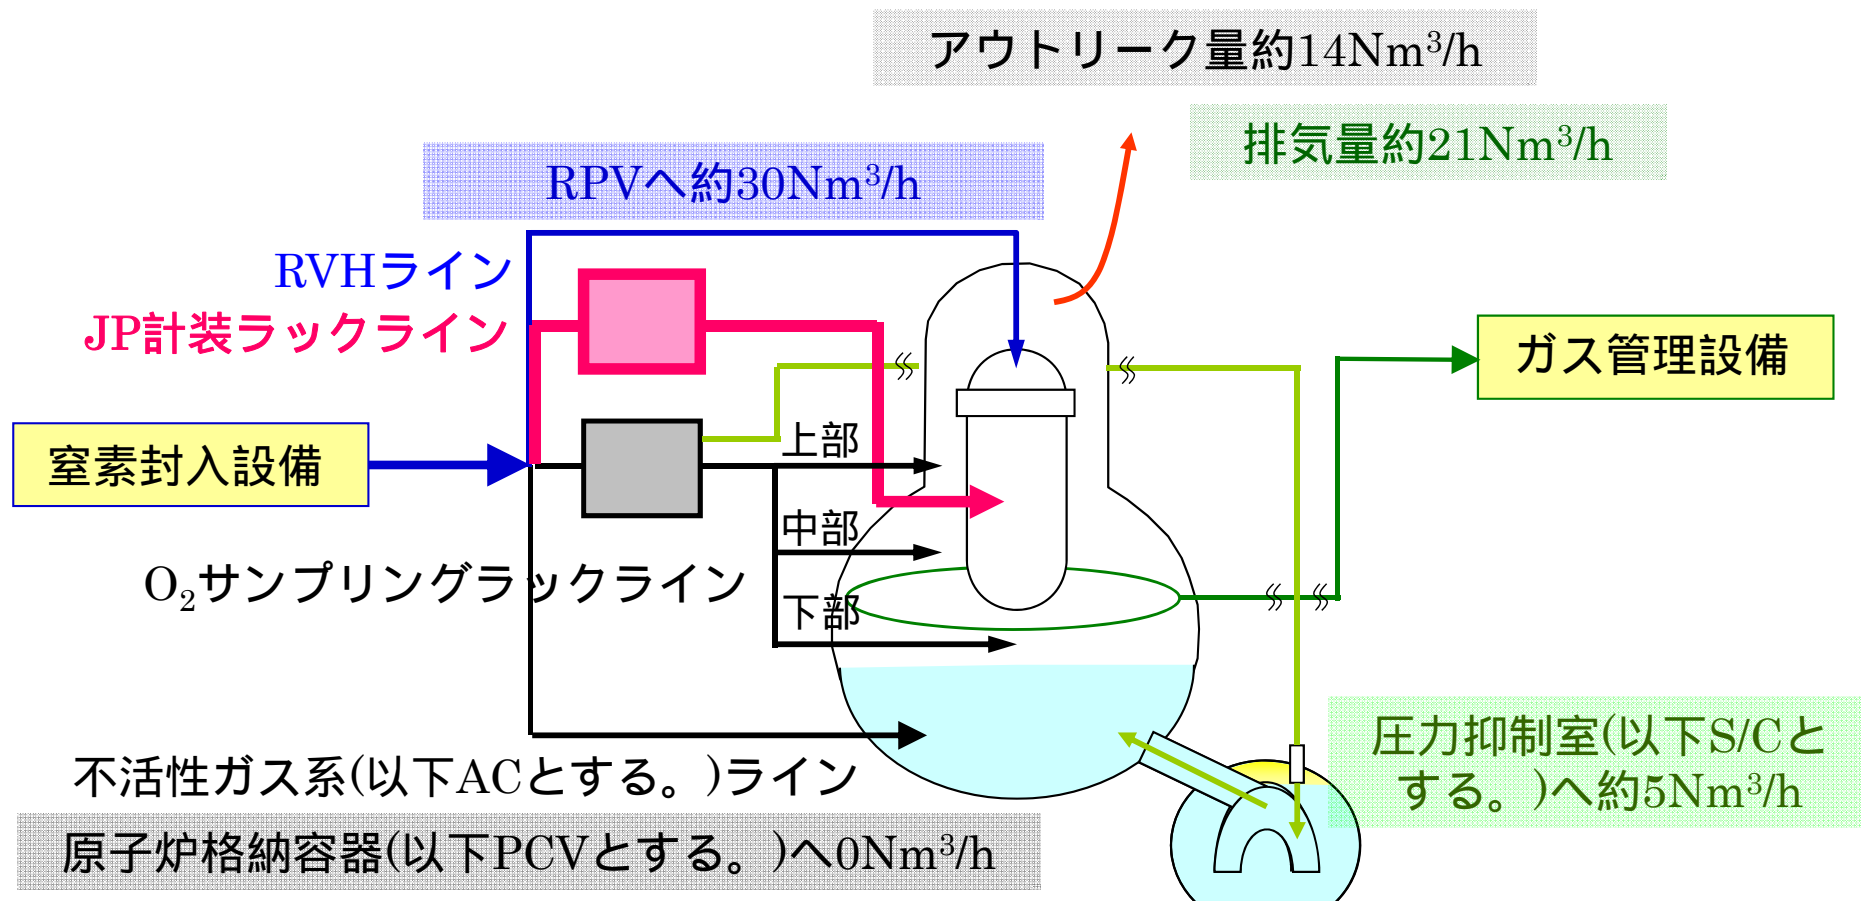 アウトリーク量約14Nm³/h
排気量約21Nm³/h
RPVへ約30Nm³/h
RVHライン
JP計装ラックライン
ガス管理設備
窒素封入設備
上部
中部
下部
O₂サンプリングラックライン
不活性ガス系(以下ACとする。)ライン
原子炉格納容器(以下PCVとする。)へ0Nm³/h
圧力抑制室(以下S/Cと
する。)へ約5Nm³/h